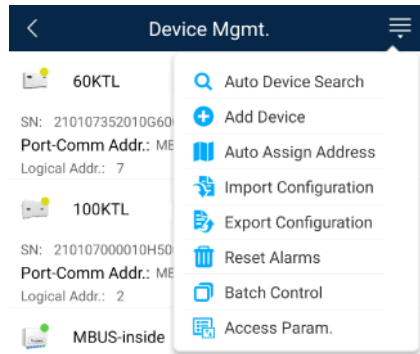 Device Mgmt.
60KTL
SN: 210107352010G60
Port-Comm Addr.: ME
Logical Addr.: 7
100KTL
SN: 210107000010H50
Port-Comm Addr.: ME
Logical Addr.: 2
MBUS-inside
Auto Device Search
Add Device
Auto Assign Address
Import Configuration
Export Configuration
Reset Alarms
Batch Control
Access Param.